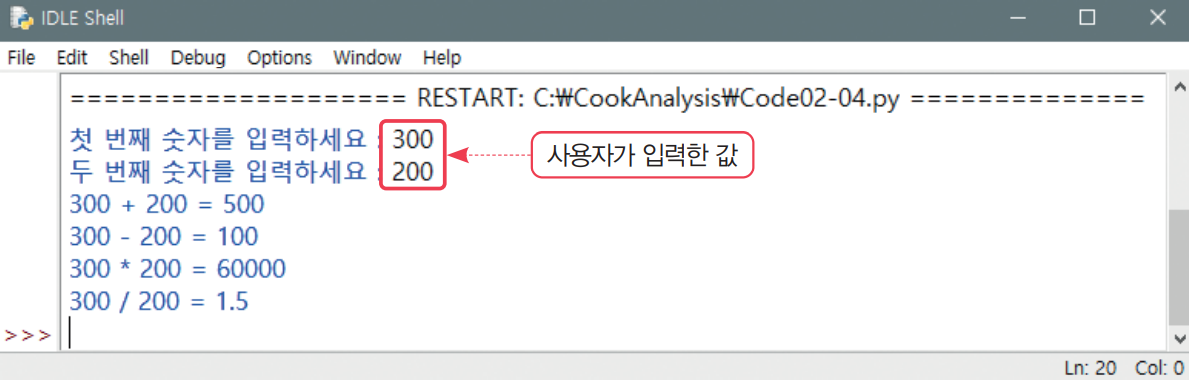 IDLE Shell
File Edit Shell Debug Options Window Help
==================== RESTART: C:₩CookAnalysis₩Code02-04.py ==============
첫 번째 숫자를 입력하세요 : 300
두 번째 숫자를 입력하세요 : 200
사용자가 입력한 값
300 + 200 = 500
300 - 200 = 100
300 * 200 = 60000
300 / 200 = 1.5
>>>
Ln: 20 Col: 0